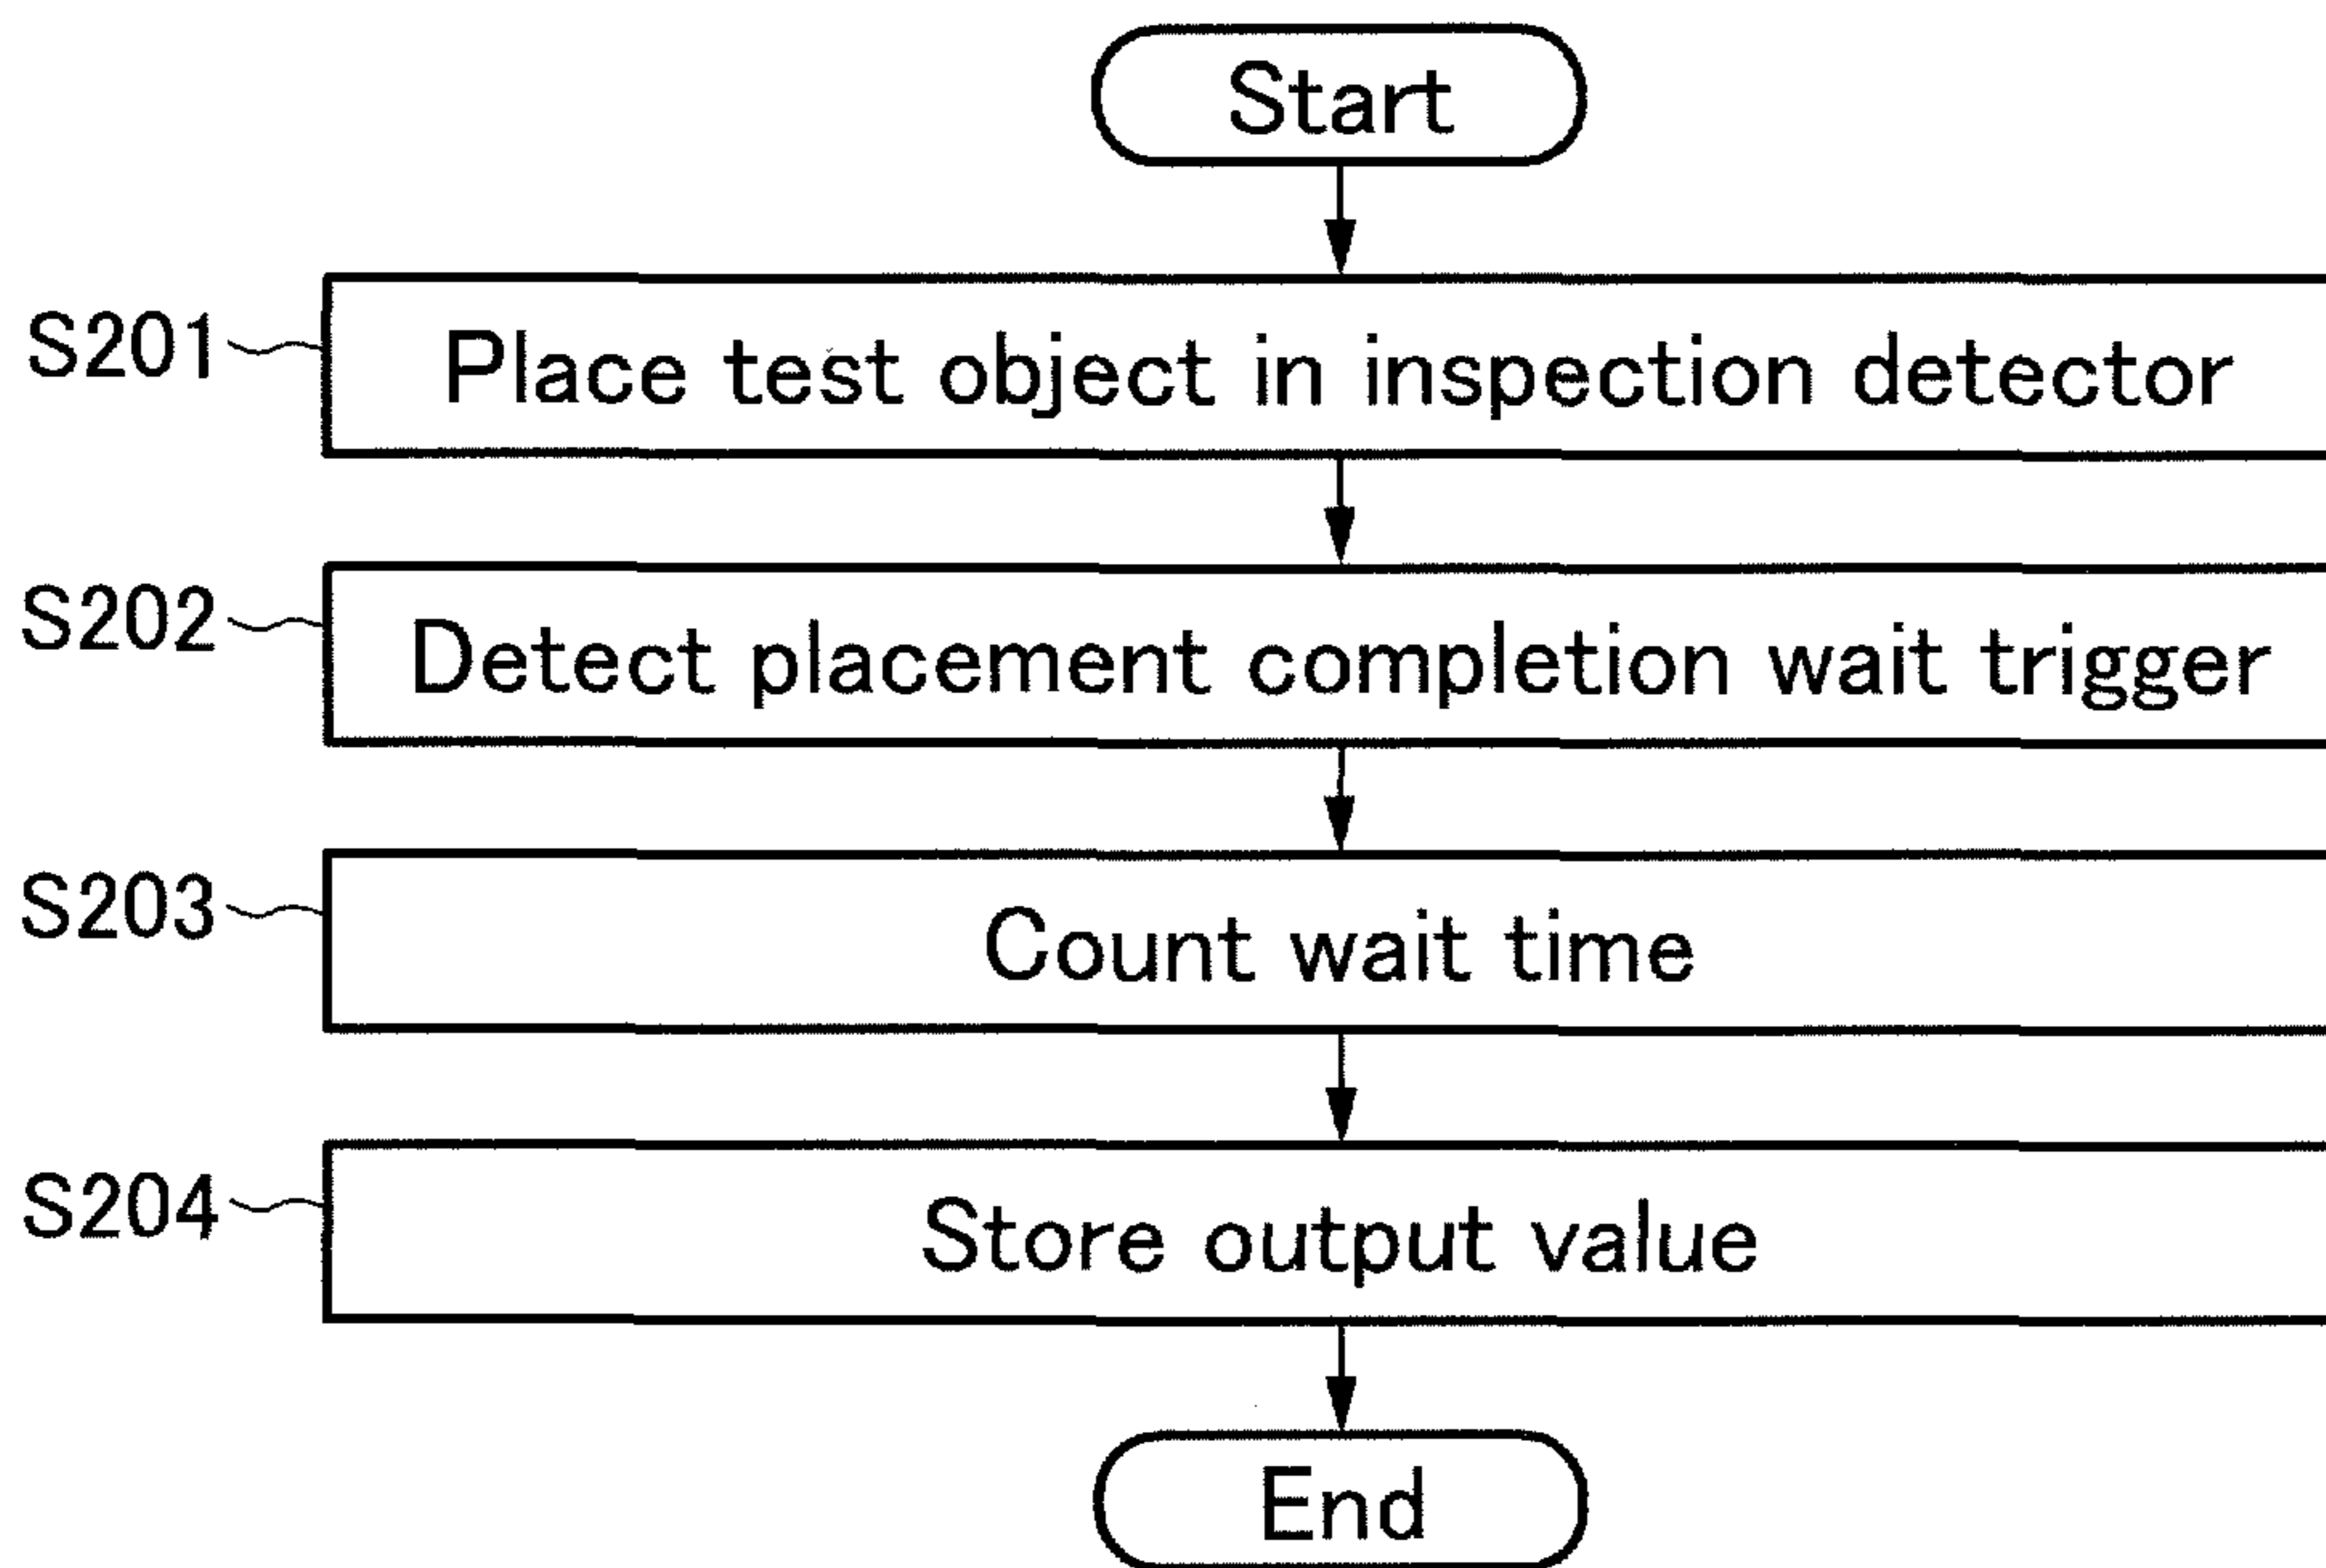 Start
S201 Place test object in inspection detector
S202 Detect placement completion wait trigger
S203 Count wait time
S204 Store output value
End